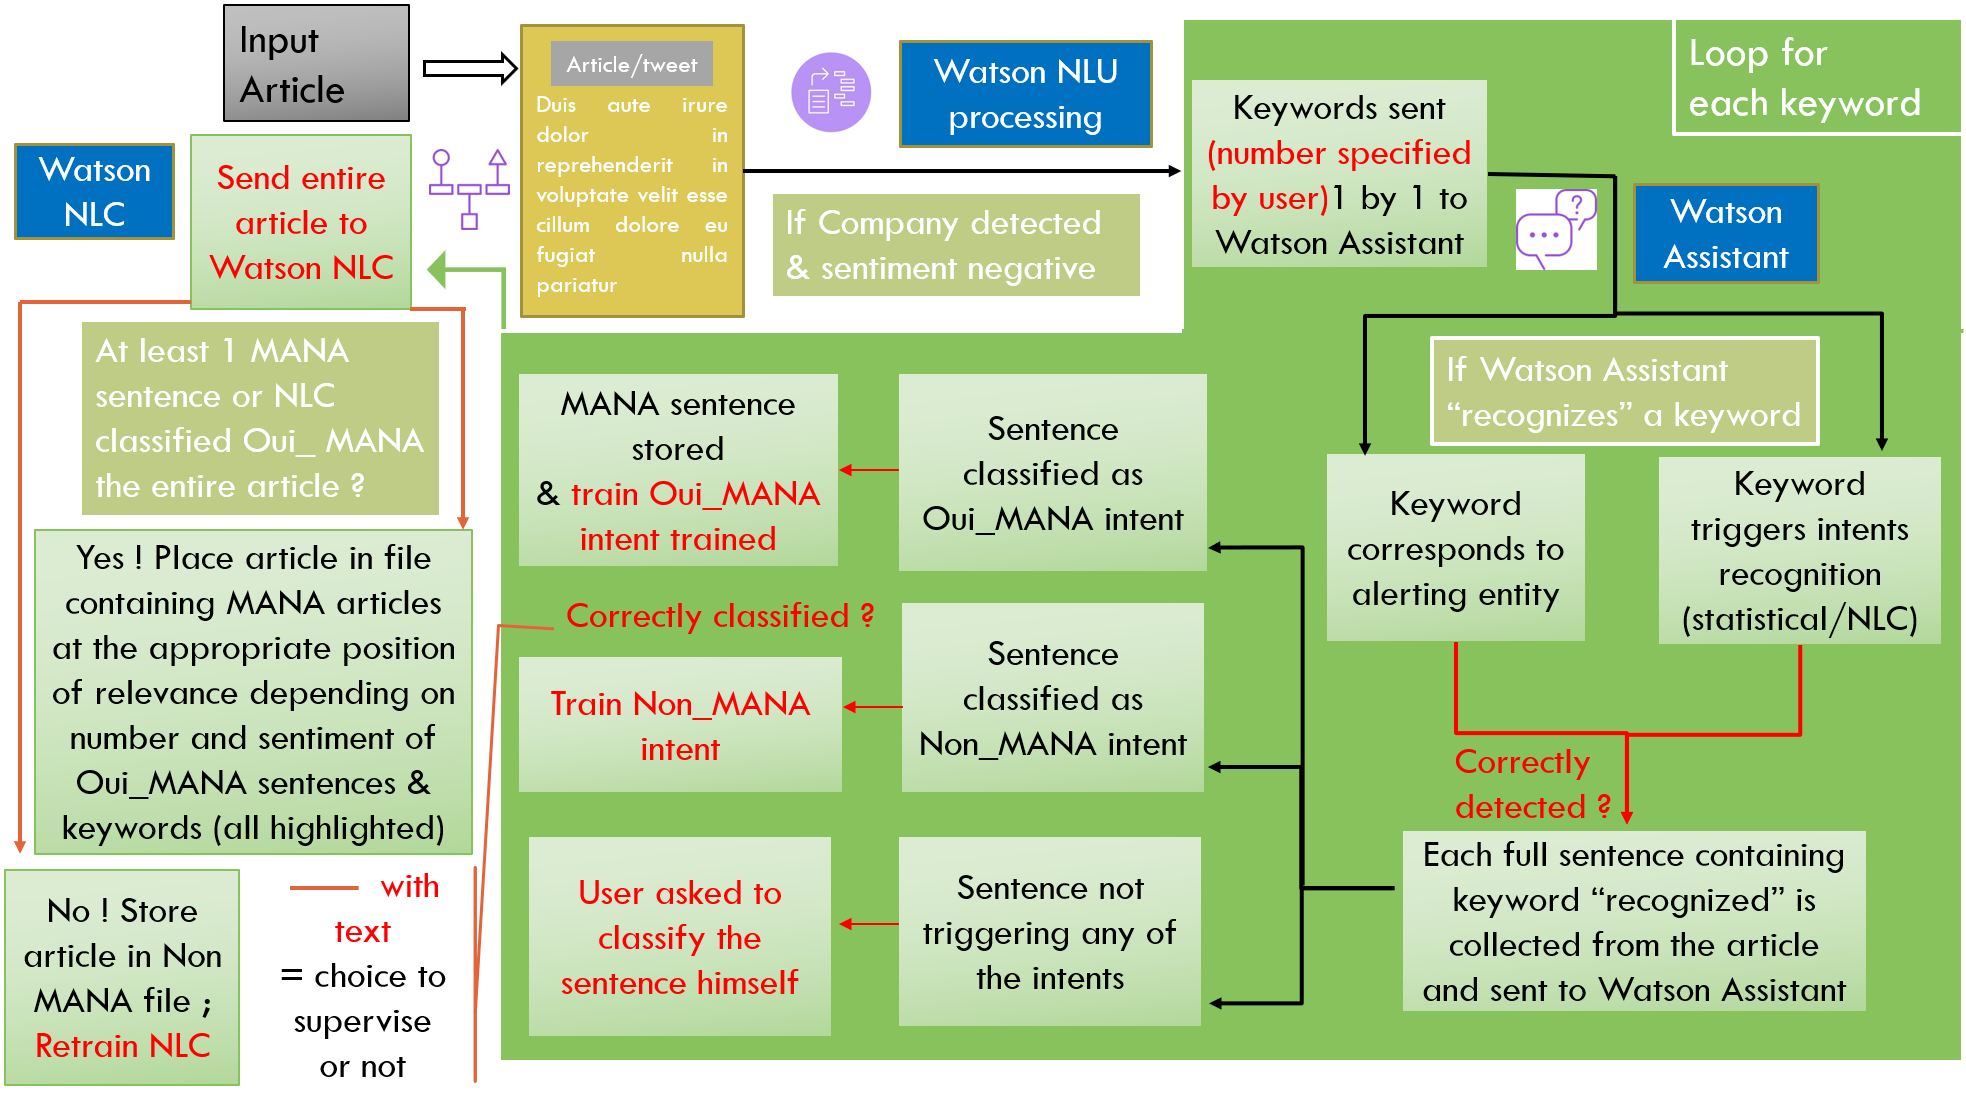 Input
Article
Article/tweet
Duis aute irure
dolor in
reprehenderit in
voluptate velit esse
cillum dolore eu
fugiat nulla
pariatur
Watson NLU
processing
If Company detected
& sentiment negative
Loop for
each keyword
Keywords sent
(number specified
by user)1 by 1 to
Watson Assistant
?
Watson
Assistant
If Watson Assistant
“recognizes” a keyword
Keyword
corresponds to
alerting entity
Keyword
triggers intents
recognition
(statistical/NLC)
Correctly
detected ?
Each full sentence containing
keyword “recognized” is
collected from the article
and sent to Watson Assistant
Sentence
classified as
Oui_MANA intent
MANA sentence
stored
& train Oui_MANA
intent trained
Correctly classified ?
Sentence
classified as
Non_MANA intent
Train Non_MANA
intent
Sentence not
triggering any of
the intents
User asked to
classify the
sentence himself
Watson
NLC
Send entire
article to
Watson NLC
At least 1 MANA
sentence or NLC
classified Oui_ MANA
the entire article ?
Yes ! Place article in file
containing MANA articles
at the appropriate position
of relevance depending on
number and sentiment of
Oui_MANA sentences &
keywords (all highlighted)
No ! Store
article in Non
MANA file ;
Retrain NLC
with
text
= choice to
supervise
or not